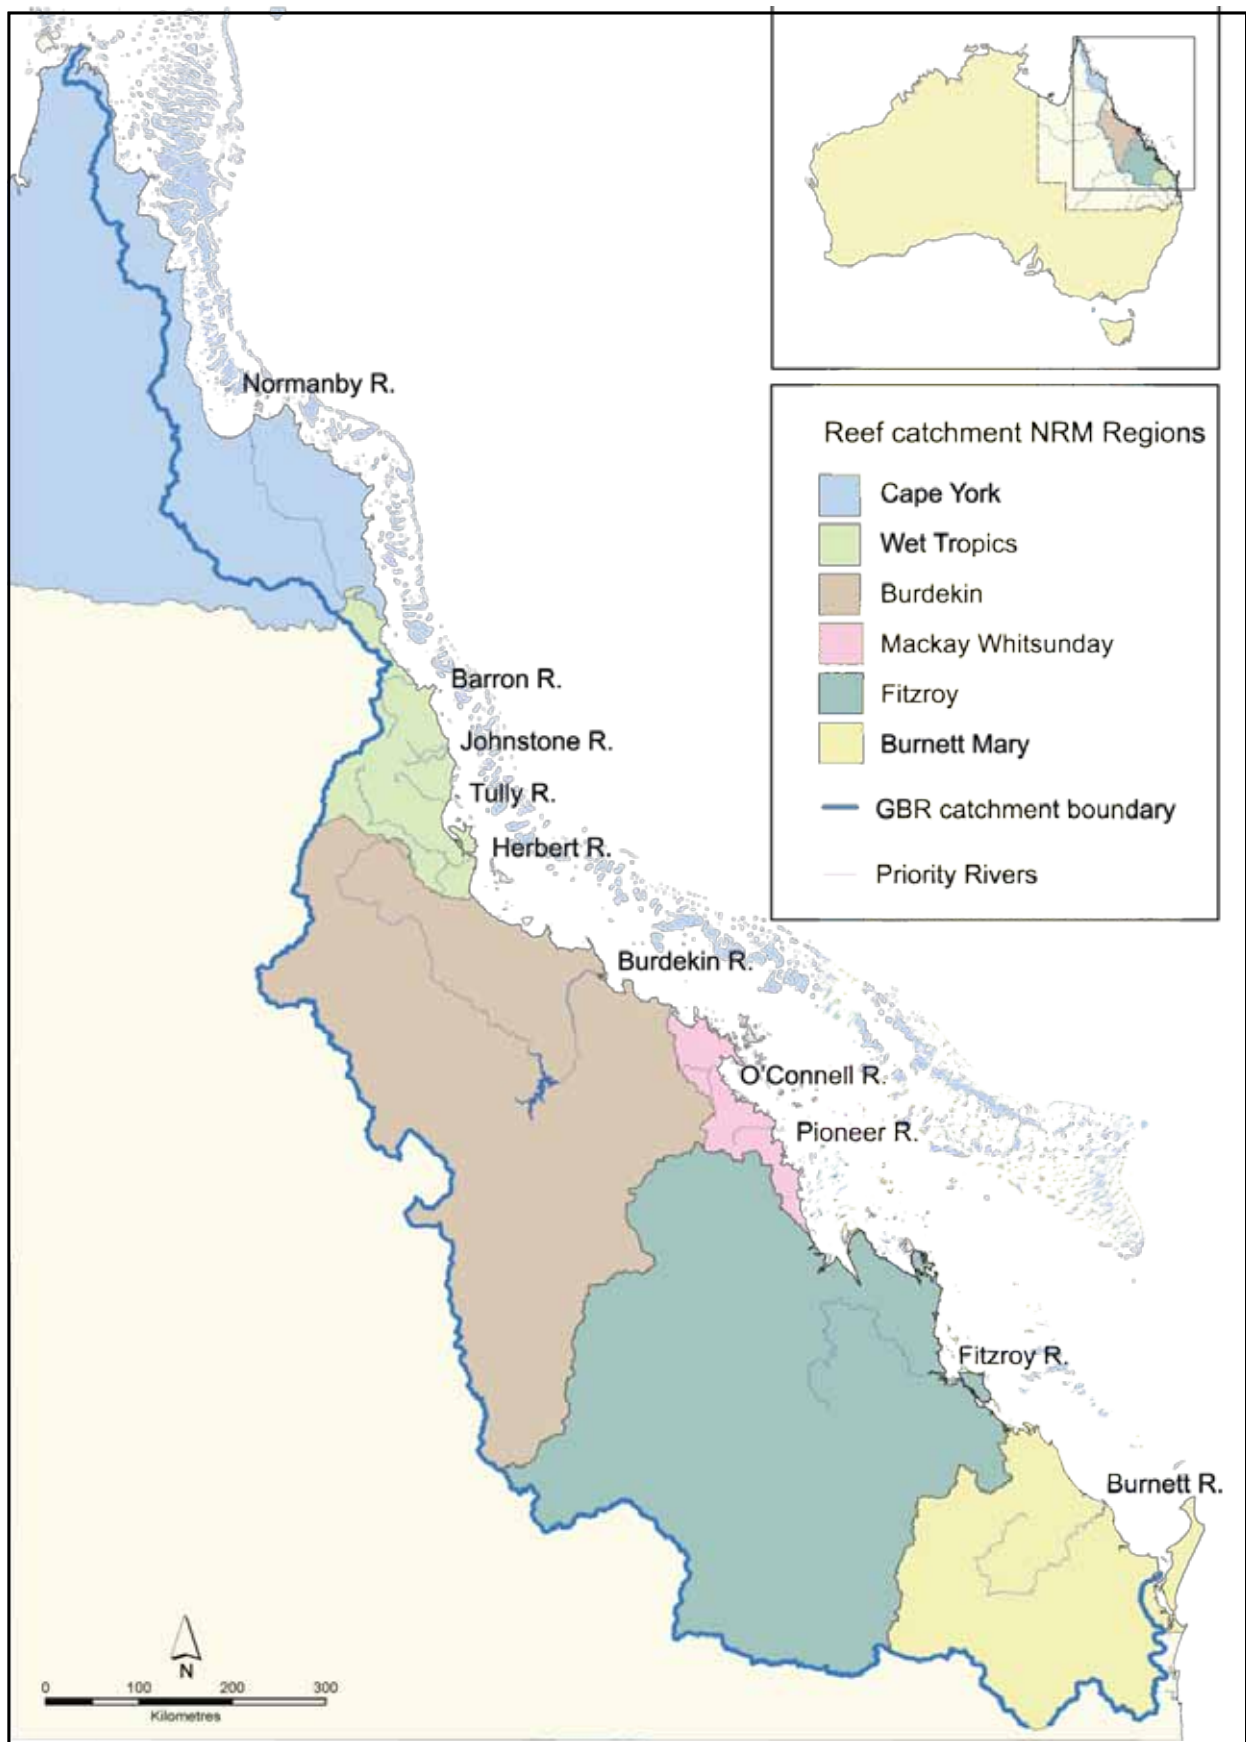 Normanby R.
Barron R.
Johnstone R.
Tully R.
Herbert R.
Burdekin R.
O'Connell R.
Pioneer R.
Fitzroy R.
Burnett R.
Reef catchment NRM Regions
Cape York
Wet Tropics
Burdekin
Mackay Whitsunday
Fitzroy
Burnett Mary
GBR catchment boundary
Priority Rivers
N
0 100 200 300
Kilometres